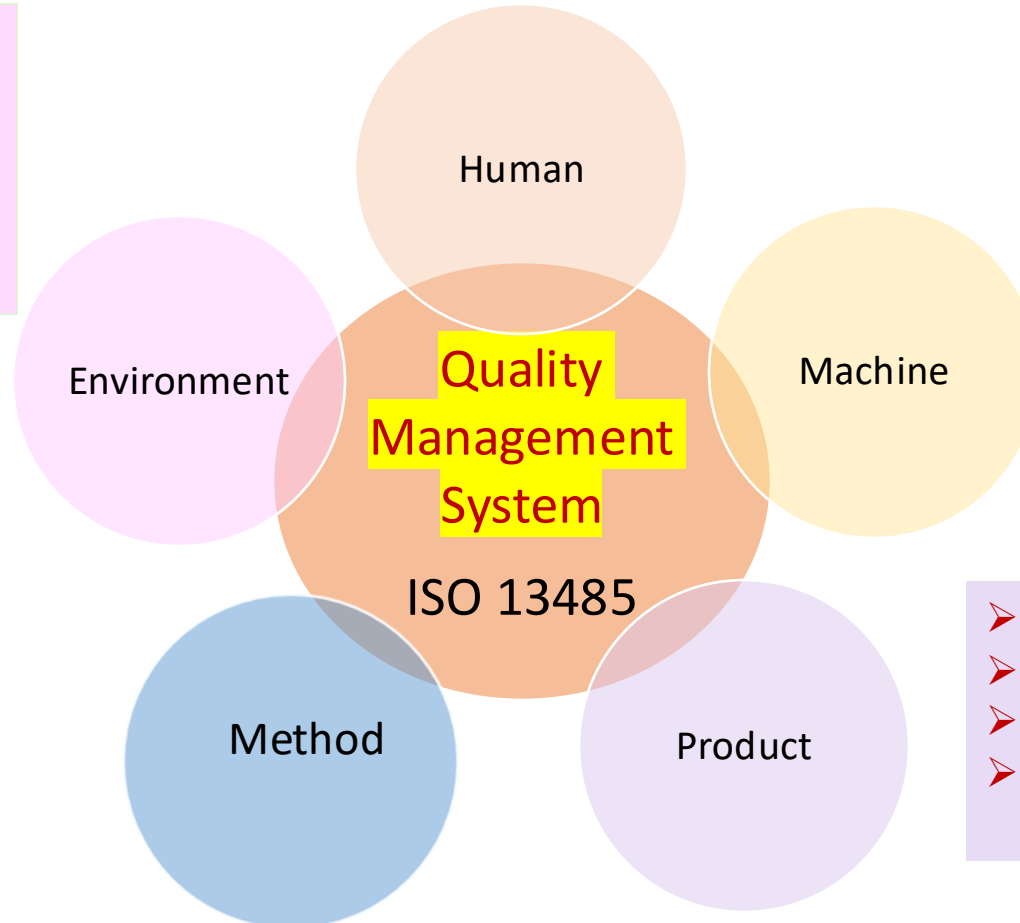 Human
Environment
Machine
Quality
Management
System
ISO 13485
Method
Product